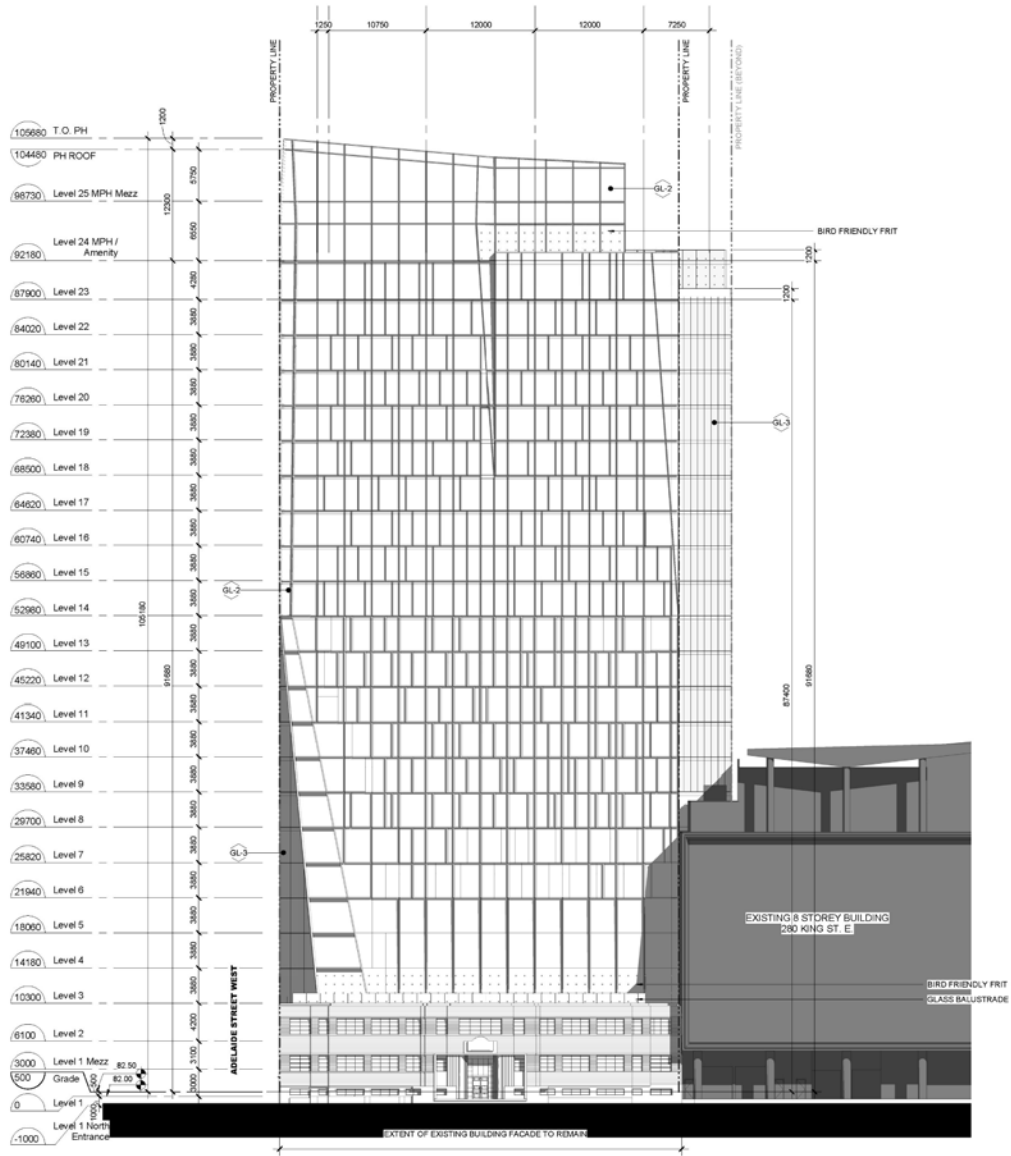 1250 10750 12000 12000 7250
PROPERTY LINE
PROPERTY LINE
PROPERTY LINE (BEYOND)
1200
105680 T.O. PH
104480 PH ROOF
5750
98730 Level 25 MPH Mezz
GL-2
12300
6550
BIRD FRIENDLY FRIT
Level 24 MPH /
Amenity
92180
1200
4280
1200
87900 Level 23
3880
84020 Level 22
3880
80140 Level 21
3880
76260 Level 20
3880
GL-3
72380 Level 19
3880
68500 Level 18
3880
64620 Level 17
3880
60740 Level 16
3880
56860 Level 15
GL-2
3880
52980 Level 14
105180
3880
49100 Level 13
91680
3880
87400
91680
45220 Level 12
3880
41340 Level 11
3880
37460 Level 10
3880
33580 Level 9
3880
29700 Level 8
3880
GL-3
25820 Level 7
3880
21940 Level 6
3880
EXISTING 8 STOREY BUILDING
280 KING ST. E.
18060 Level 5
3880
14180 Level 4
3880
BIRD FRIENDLY FRIT
10300 Level 3
GLASS BALUSTRADE
ADELAIDE STREET WEST
4200
6100 Level 2
3100
3000 Level 1 Mezz
82.50
500 Grade
82.00
3000
500
0 Level 1
1000
Level 1 North
Entrance
-1000
EXTENT OF EXISTING BUILDING FACADE TO REMAIN